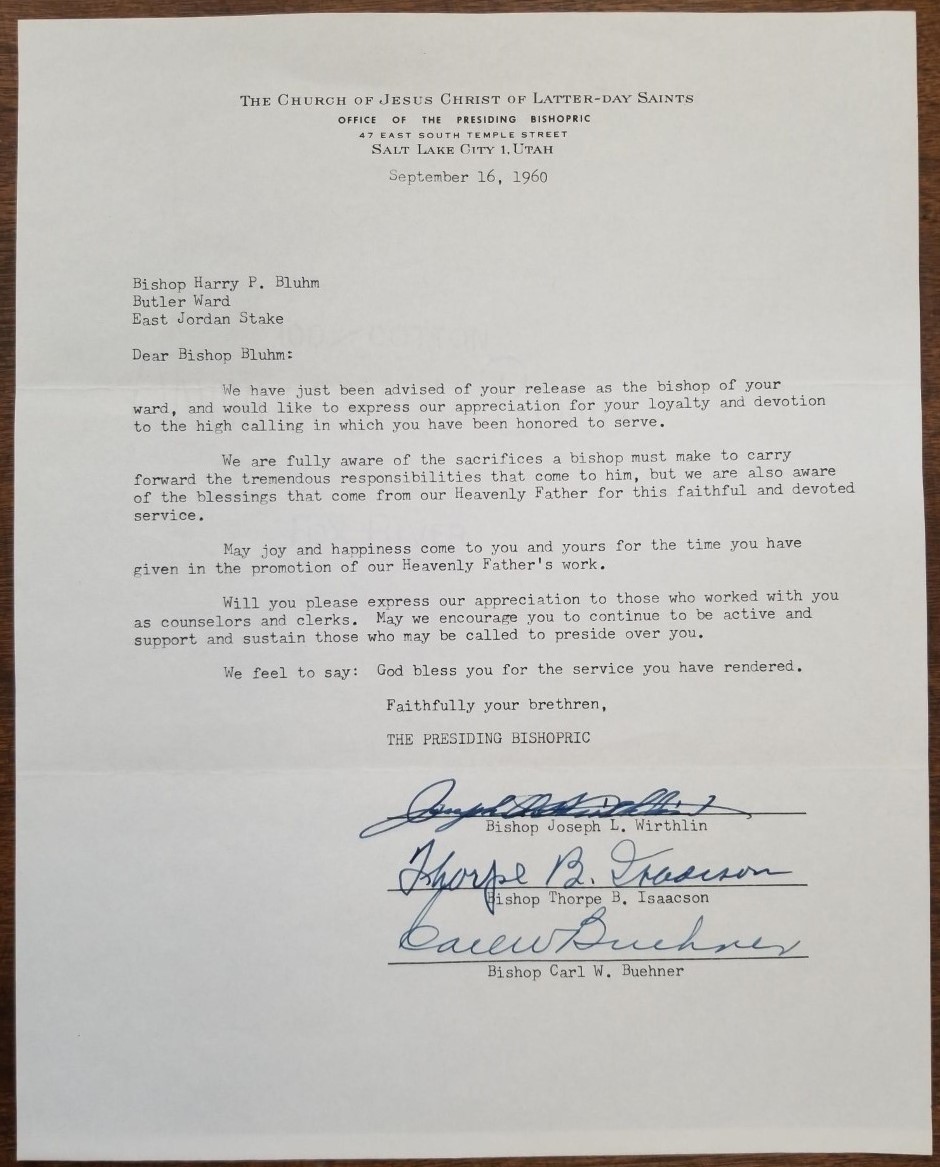 THE CHURCH OF JESUS CHRIST OF LATTER-DAY SAINTS
OFFICE OF THE PRESIDING BISHOPRIC
47 EAST SOUTH TEMPLE STREET
SALT LAKE CITY 1, UTAH
September 16, 1960
Bishop Harry P. Bluhm
Butler Ward
East Jordan Stake
Dear Bishop Bluhm:
We have just been advised of your release as the bishop of your
ward, and would like to express our appreciation for your loyalty and devotion
to the high calling in which you have been honored to serve.
We are fully aware of the sacrifices a bishop must make to carry
forward the tremendous responsibilities that come to him, but we are also aware
of the blessings that come from our Heavenly Father for this faithful and devoted
service.
May joy and happiness come to you and yours for the time you have
given in the promotion of our Heavenly Father's work.
Will you please express our appreciation to those who worked with you
as counselors and clerks. May we encourage you to continue to be active and
support and sustain those who may be called to preside over you.
We feel to say: God bless you for the service you have rendered.
Faithfully your brethren,
THE PRESIDING BISHOPRIC
Joseph L. Wirthlin
Bishop Joseph L. Wirthlin
Thorpe B. Isaacson
Bishop Thorpe B. Isaacson
Carl W Buehner
Bishop Carl W. Buehner